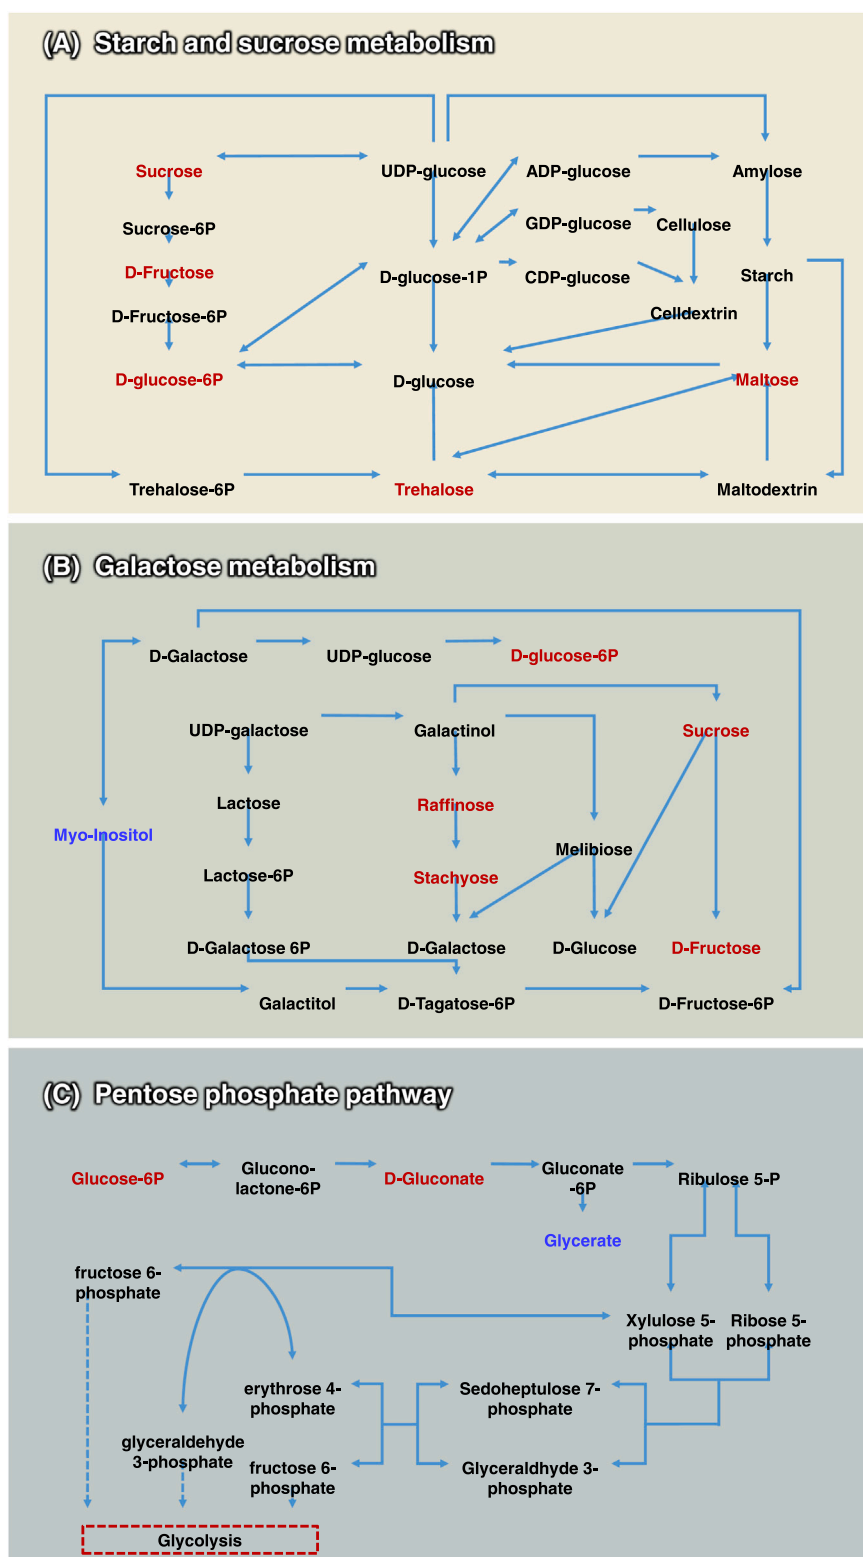 (A) Starch and sucrose metabolism
Sucrose
UDP-glucose
ADP-glucose
Amylose
Sucrose-6P
GDP-glucose
Cellulose
D-Fructose
D-glucose-1P
CDP-glucose
Starch
D-Fructose-6P
Celldextrin
D-glucose-6P
D-glucose
Maltose
Trehalose-6P
Trehalose
Maltodextrin
(B) Galactose metabolism
D-Galactose
UDP-glucose
D-glucose-6P
UDP-galactose
Galactinol
Sucrose
Lactose
Raffinose
Myo-Inositol
Melibiose
Lactose-6P
Stachyose
D-Galactose 6P
D-Galactose
D-Glucose
D-Fructose
Galactitol
D-Tagatose-6P
D-Fructose-6P
(C) Pentose phosphate pathway
Glucose-6P
Glucono-
lactone-6P
D-Gluconate
Gluconate
-6P
Ribulose 5-P
Glycerate
fructose 6-
phosphate
Xylulose 5-
phosphate
Ribose 5-
phosphate
erythrose 4-
phosphate
Sedoheptulose 7-
phosphate
glyceraldehyde
3-phosphate
fructose 6-
phosphate
Glyceraldhyde 3-
phosphate
Glycolysis